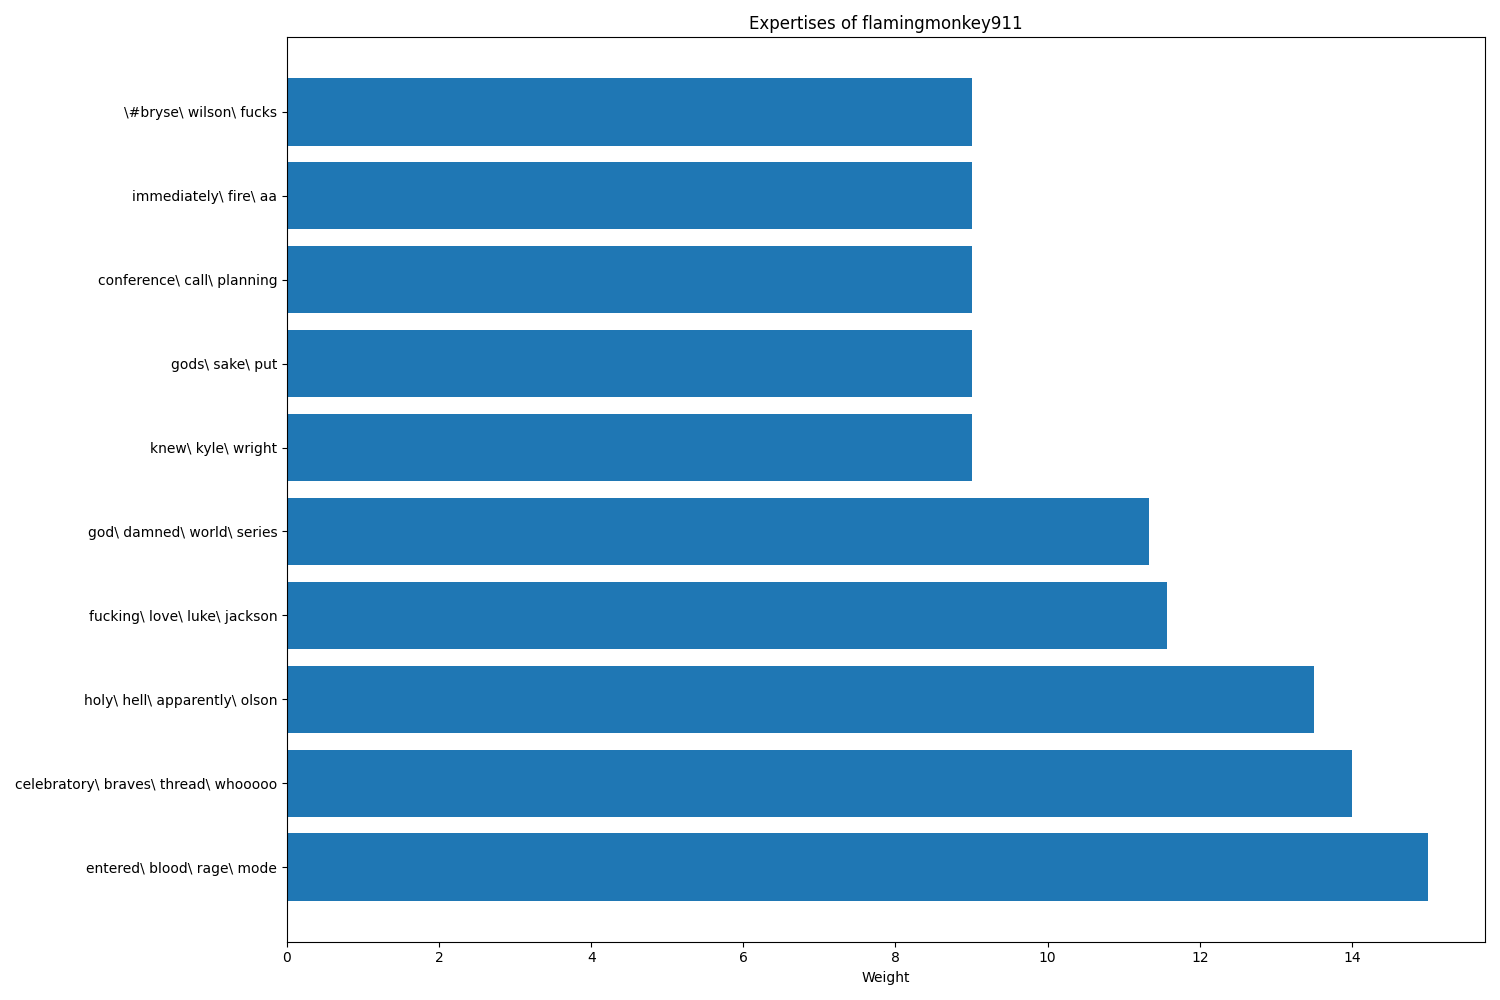 Expertises of flamingmonkey911
\#bryse\ wilson\ fucks
immediately\ fire\ aa
conference\ call\ planning
gods\ sake\ put
knew\ kyle\ wright
god\ damned\ world\ series
fucking\ love\ luke\ jackson
holy\ hell\ apparently\ olson
celebratory\ braves\ thread\ whooooo
entered\ blood\ rage\ mode
0 2 4 6 8 10 12 14
Weight